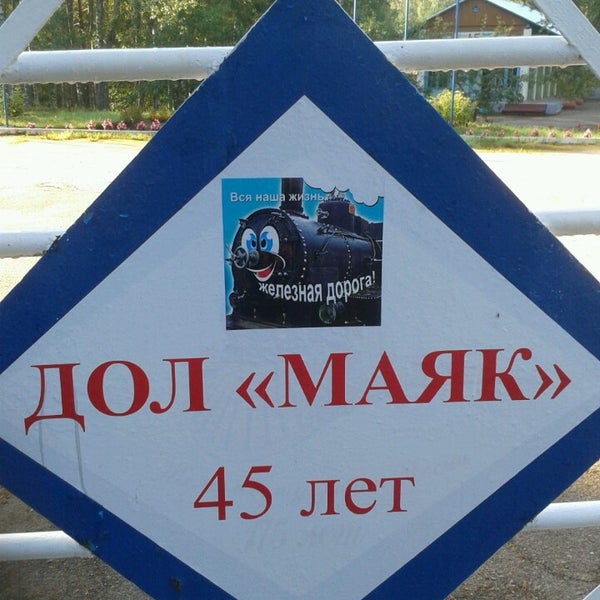 Вся наша жизнь
железная дорога!
ДОЛ «МАЯК»
45 лет